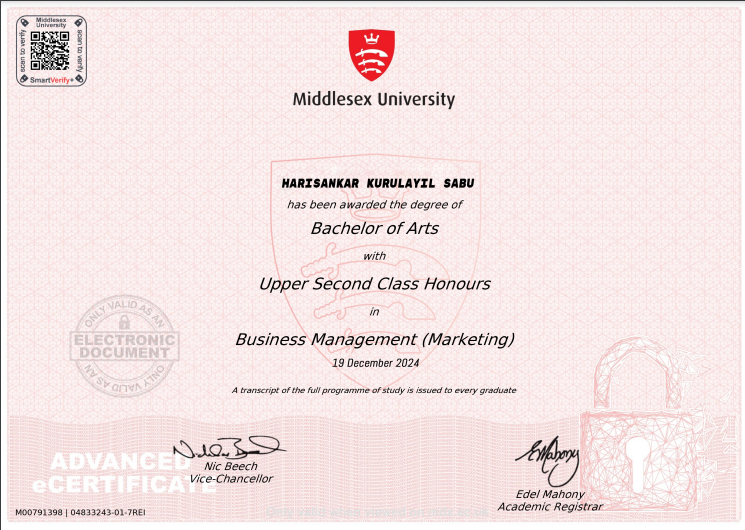 Middlesex
University
scan to verify
scan to verify
SmartVerify+
Middlesex University
HARISANKAR KURULAYIL SABU
has been awarded the degree of
Bachelor of Arts
with
Upper Second Class Honours
in
Business Management (Marketing)
19 December 2024
A transcript of the full programme of study is issued to every graduate
ONLY VALID AS AN
ELECTRONIC
DOCUMENT
ONLY VALID AS AN
ADVANCED
eCERTIFICATE
Nic Beech
Vice-Chancellor
E Mahony
Edel Mahony
Academic Registrar
M00791398 | 04833243-01-7REI